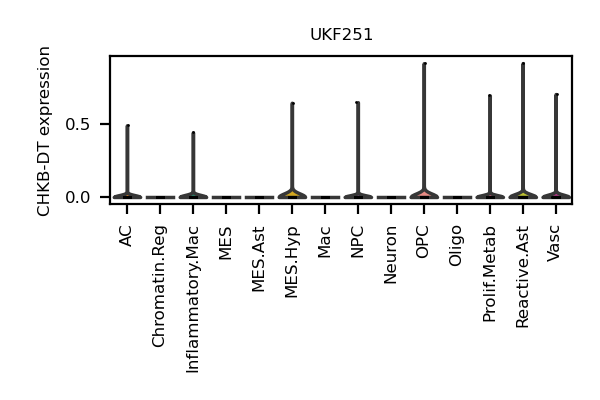 UKF251
CHKB-DT expression
0.5
0.0
AC
Chromatin.Reg
Inflammatory.Mac
MES
MES.Ast
MES.Hyp
Mac
NPC
Neuron
OPC
Oligo
Prolif.Metab
Reactive.Ast
Vasc